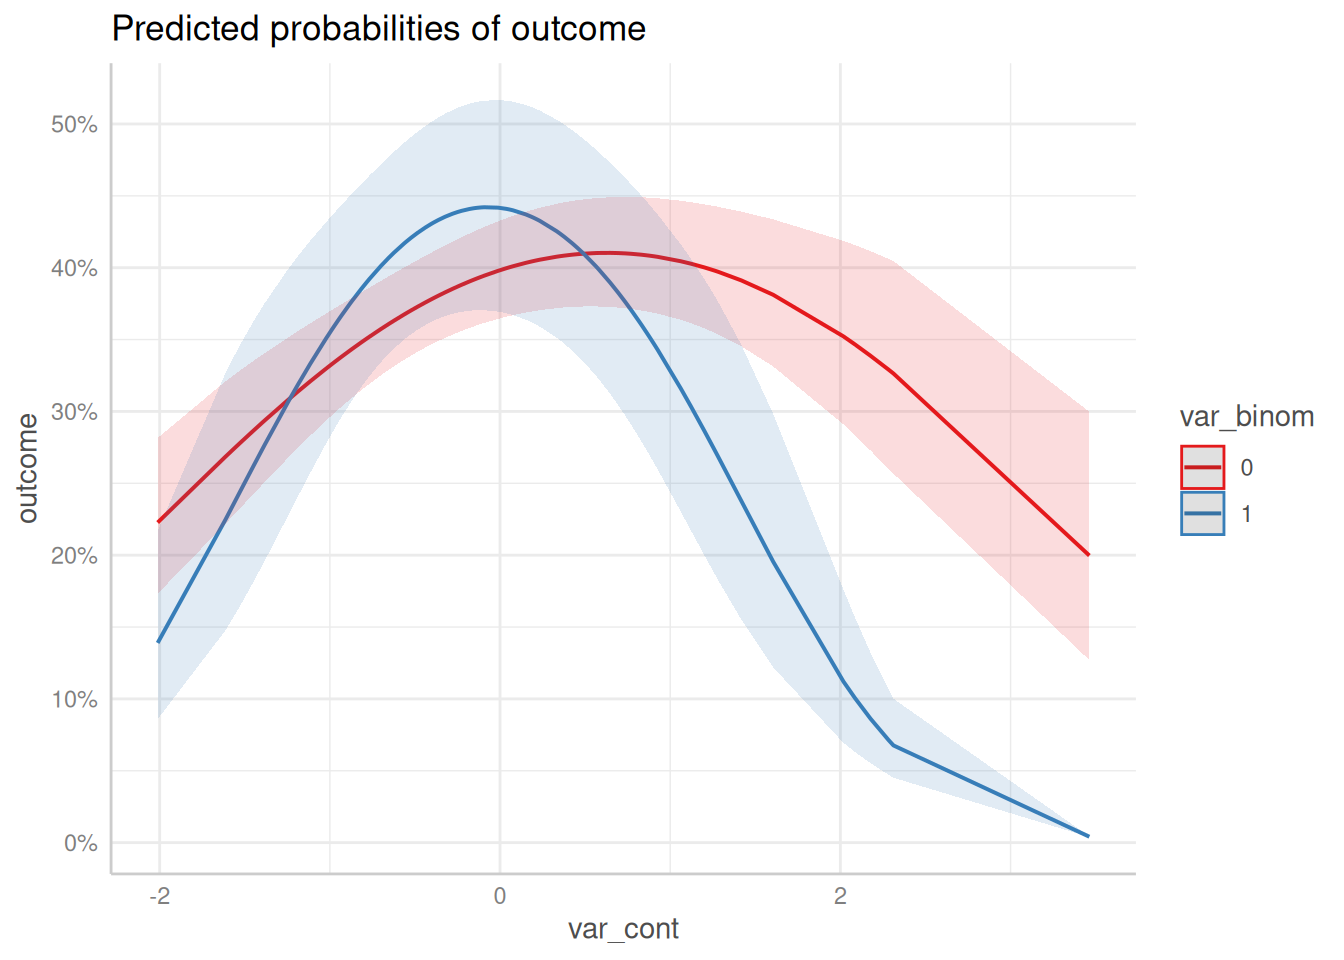 Predicted probabilities of outcome
50%
40%
30%
20%
10%
0%
outcome
-2
0
2
var_cont
var_binom
0
1